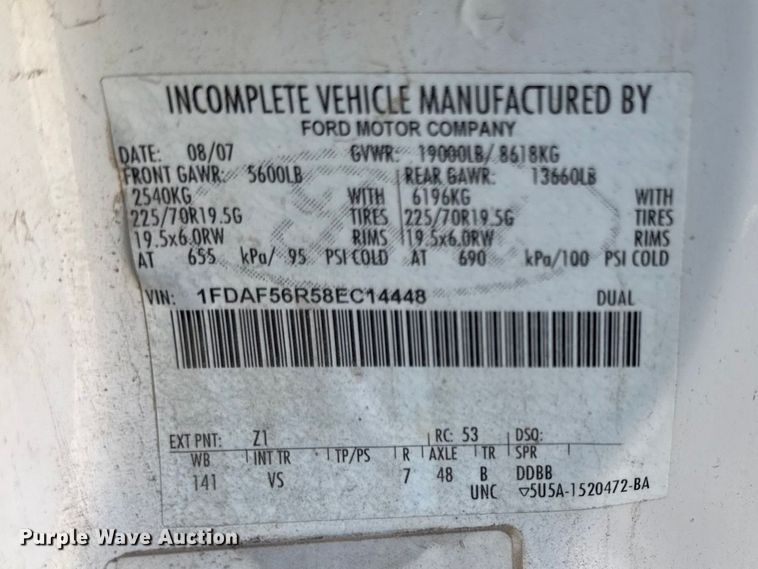 INCOMPLETE VEHICLE MANUFACTURED BY
FORD MOTOR COMPANY
DATE: 08/07 GVWR: 19000LB/ 8618KG
FRONT GAWR: 5600LB REAR GAWR: 13660LB
2540KG WITH 6196KG WITH
225/70R19.5G TIRES 225/70R19.5G TIRES
19.5x6.0RW RIMS 19.5x6.0RW RIMS
AT 655 kPa/ 95 PSI COLD AT 690 kPa/100 PSI COLD
VIN: 1FDAF56R58EC14448 DUAL
EXT PNT: Z1 RC: 53 DSO:
WB INT TR TP/PS R AXLE TR SPR
141 VS 7 48 B DDBB
UNC ▽5U5A-1520472-BA
Purple Wave Auction